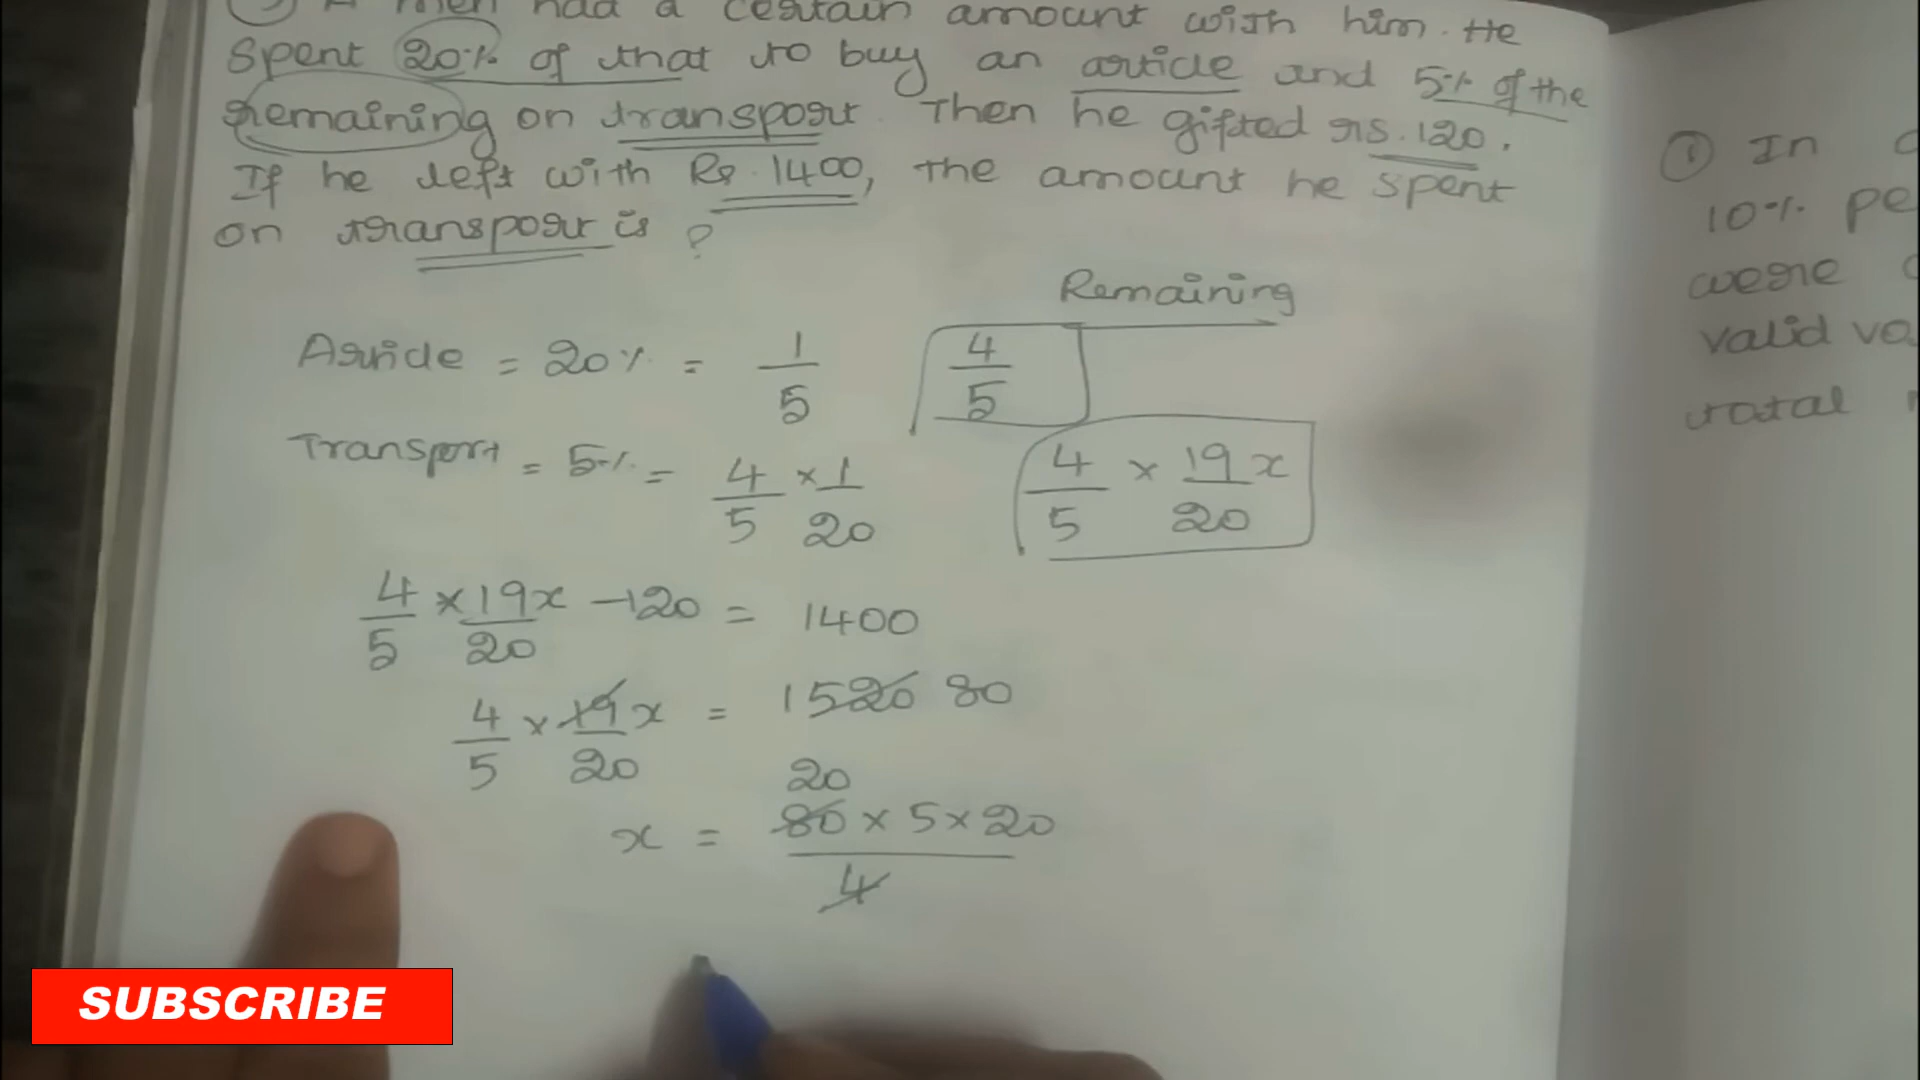 A men had a certain amount with him. He
spent 20% of that to buy an article and 5% of the
remaining on transport. Then he gifted rs. 120.
If he left with Rs. 1400, the amount he spent
on transport is ?
Remaining
Article = 20% = 1/5 4/5
Transport = 5% = 4/5 × 1/20 4/5 × 19x/20
4/5 × 19x/20 - 120 = 1400
4/5 × 19x/20 = 1520 80
20
x = 80 × 5 × 20 / 4
① In
10% pe
were
valid vo
total
SUBSCRIBE